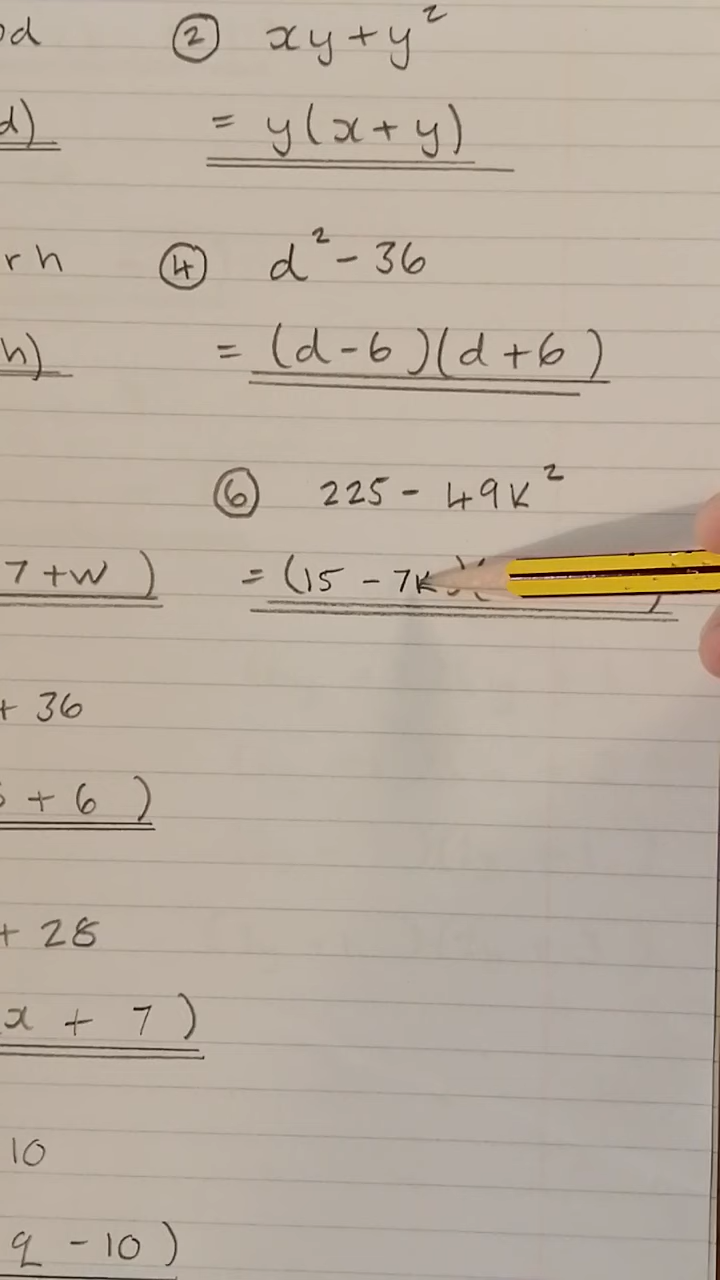 od ② xy + y²
d) = y(x + y)
rh ④ d² - 36
h) = (d - 6)(d + 6)
⑥ 225 - 49k²
7 + w) = (15 - 7k)( )
+ 36
+ 6 )
+ 28
x + 7 )
10
q - 10 )